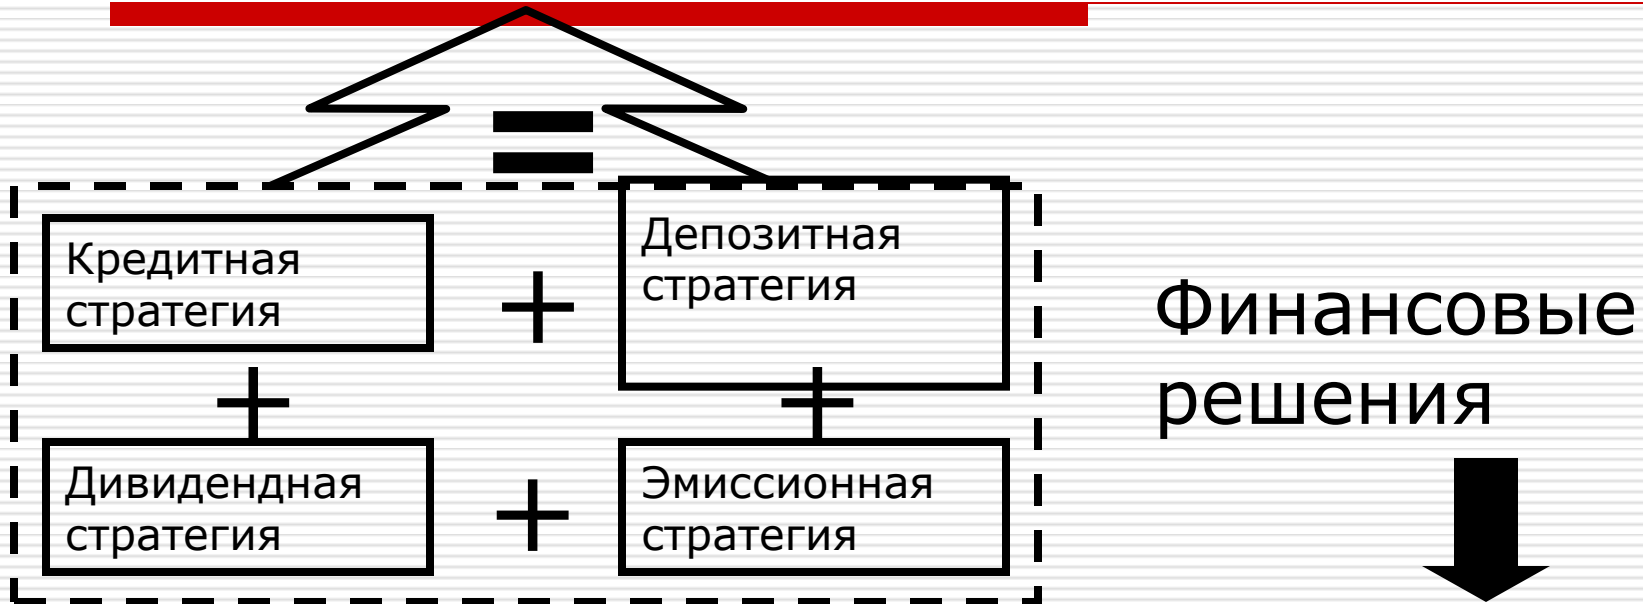 Кредитная
стратегия
Депозитная
стратегия
Дивидендная
стратегия
Эмиссионная
стратегия
Финансовые
решения